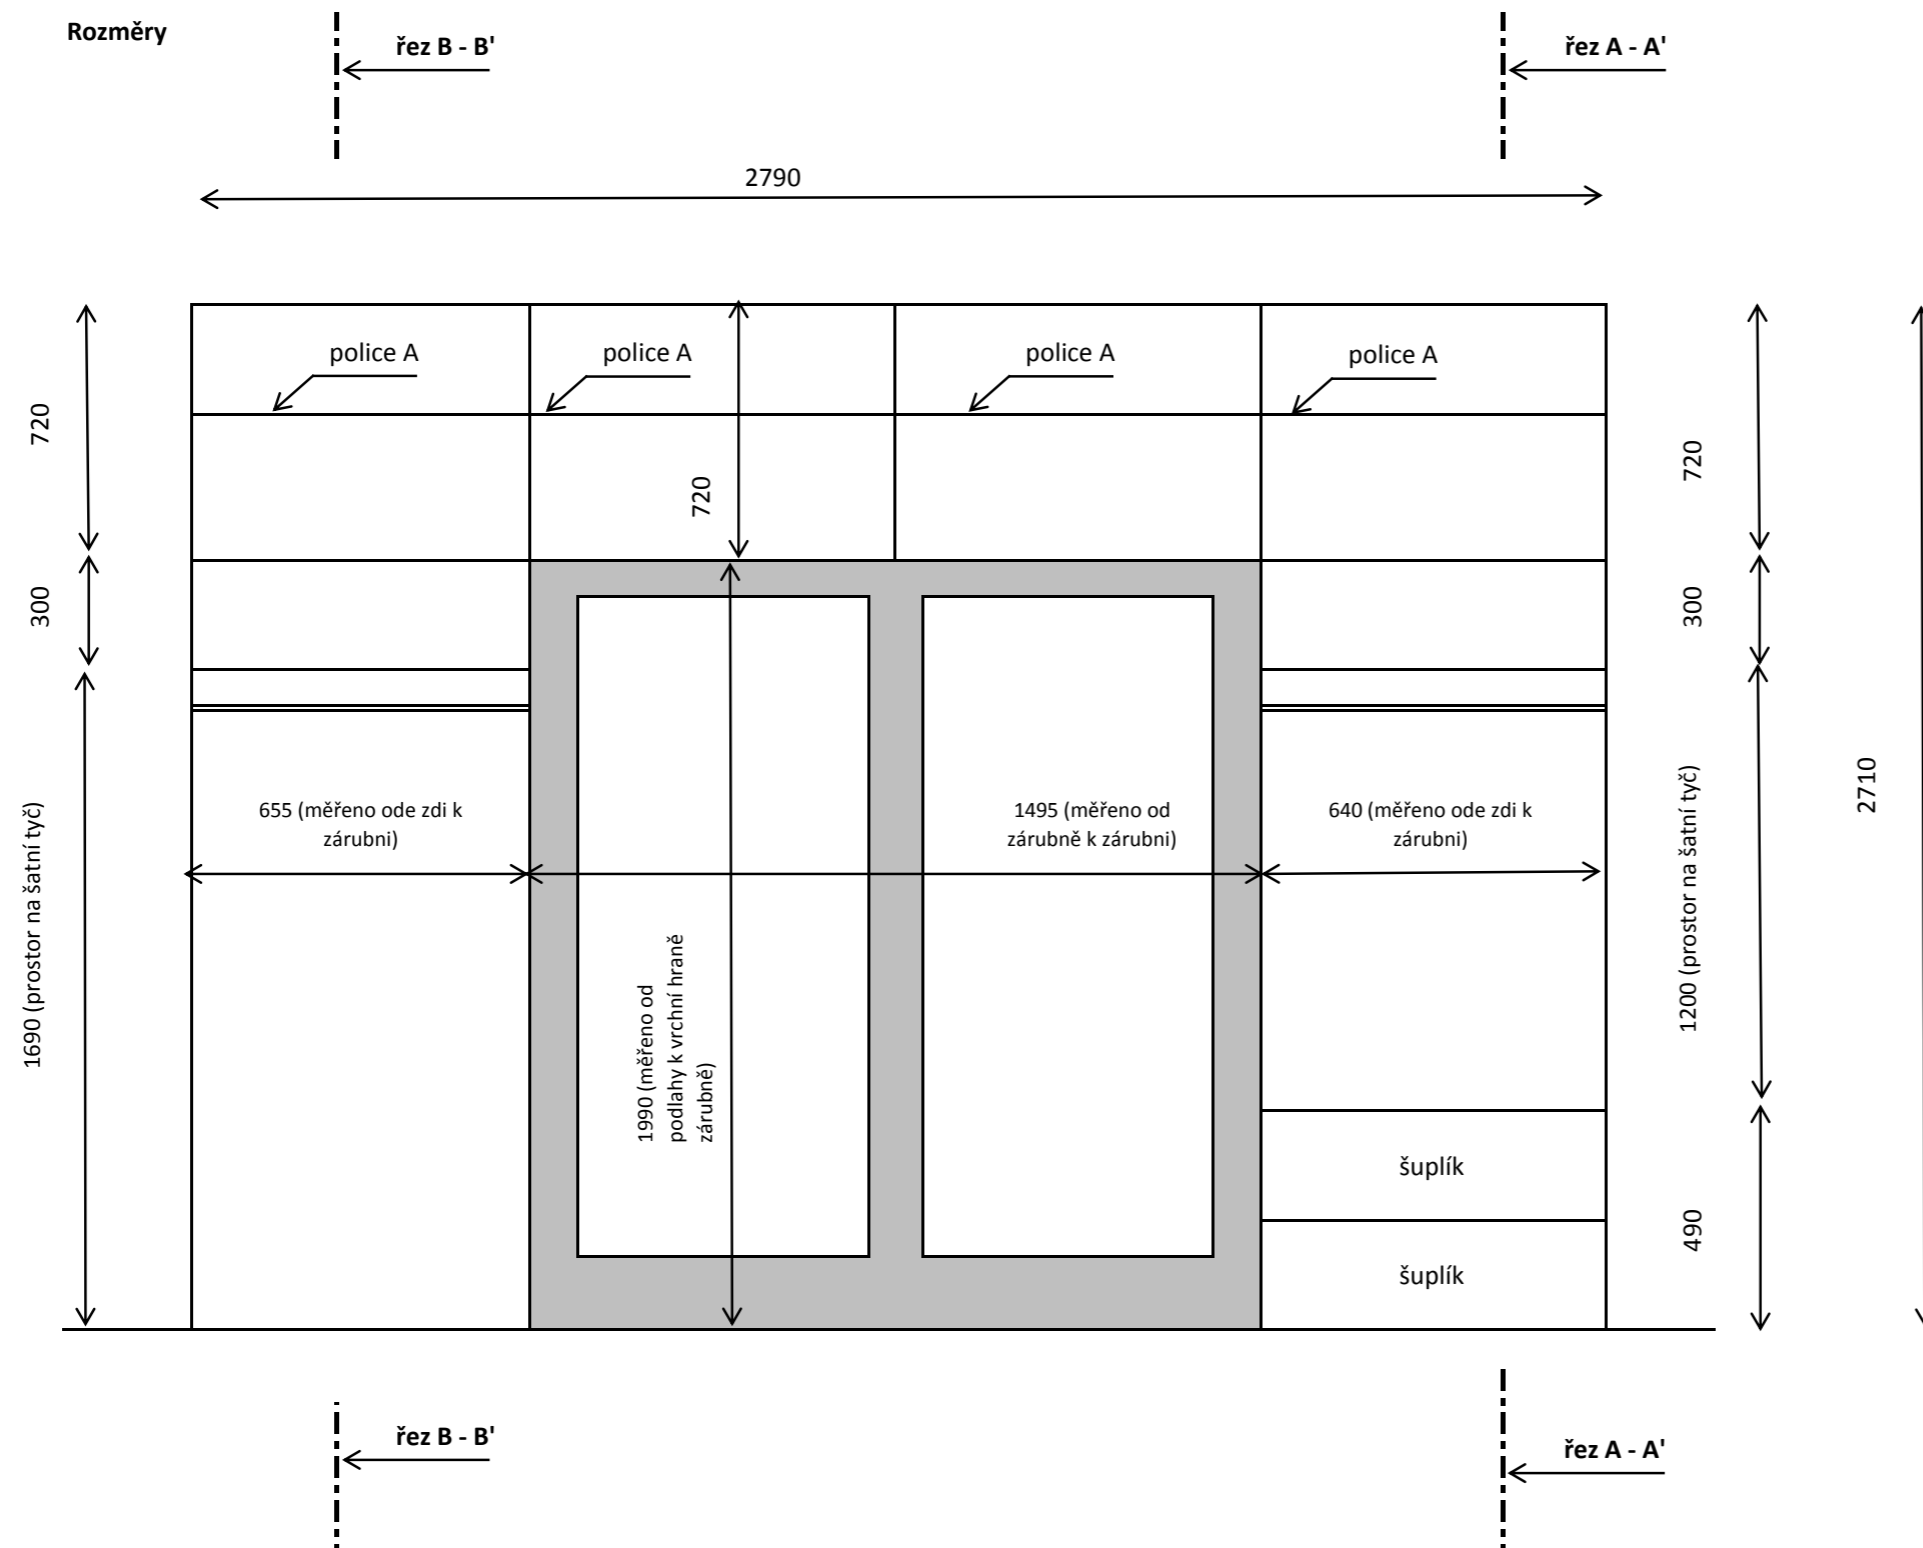 Rozměry
řez B - B'
řez A - A'
2790
police A
police A
police A
police A
720
720
720
300
300
655 (měřeno ode zdi k
zárubni)
1495 (měřeno od
zárubně k zárubni)
640 (měřeno ode zdi k
zárubni)
1690 (prostor na šatní tyč)
1990 (měřeno od
podlahy k vrchní hraně
zárubně)
1200 (prostor na šatní tyč)
2710
šuplík
490
šuplík
řez B - B'
řez A - A'